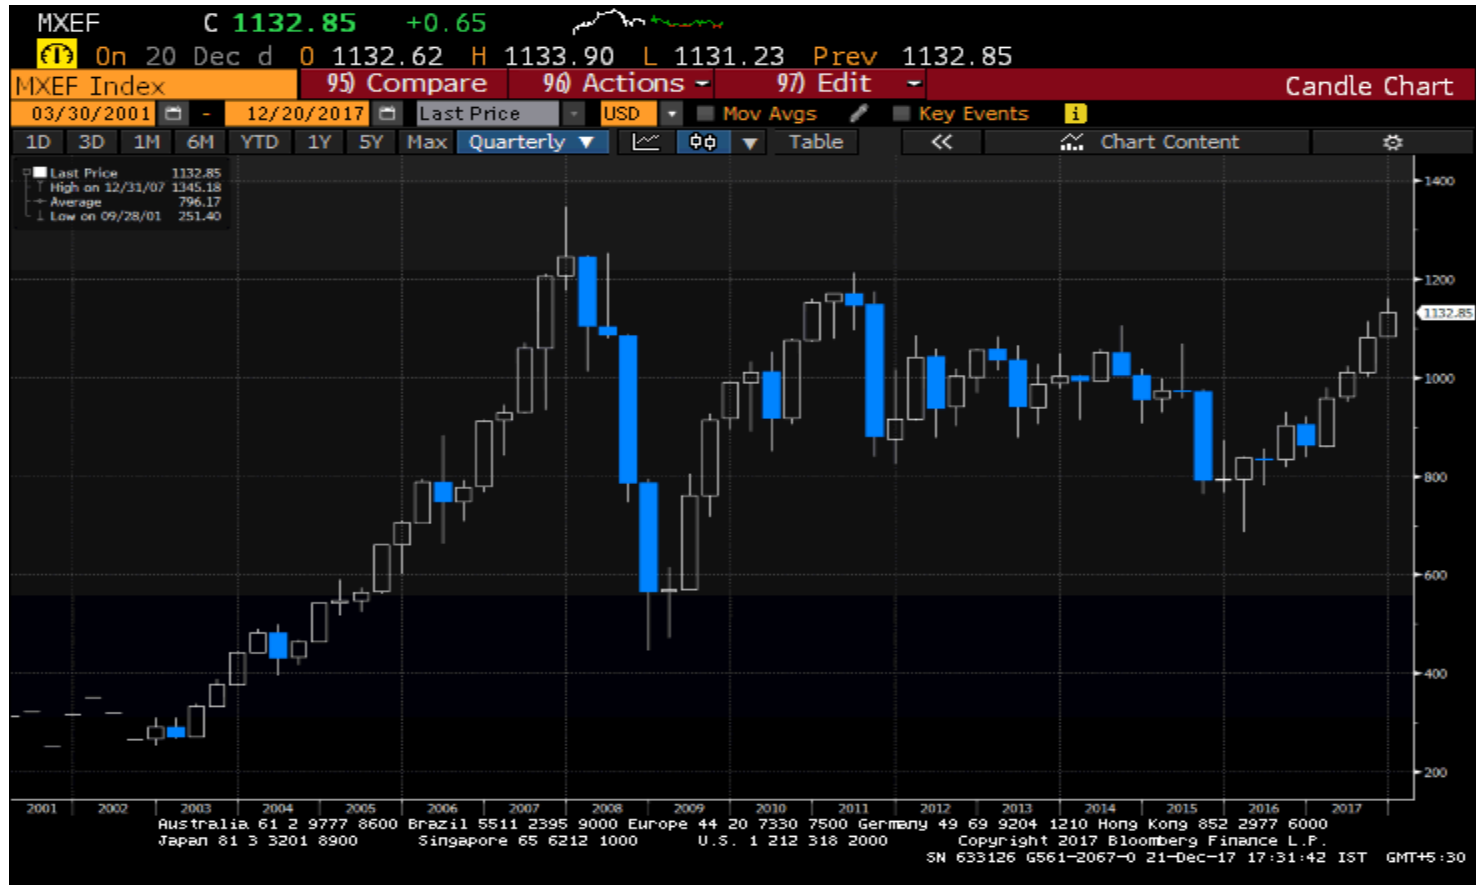 MXEF C 1132.85 +0.65
On 20 Dec d O 1132.62 H 1133.90 L 1131.23 Prev 1132.85
MXEF Index 95) Compare 96) Actions 97) Edit Candle Chart
03/30/2001 - 12/20/2017 Last Price USD Mov Avgs Key Events i
1D 3D 1M 6M YTD 1Y 5Y Max Quarterly ▼ ▼ Table << Chart Content
Last Price 1132.85
High on 12/31/07 1345.18
Average 796.17
Low on 09/28/01 251.40
1400
1200
1132.85
1000
800
600
400
200
2001 2002 2003 2004 2005 2006 2007 2008 2009 2010 2011 2012 2013 2014 2015 2016 2017
Australia 61 2 9777 8600 Brazil 5511 2395 9000 Europe 44 20 7330 7500 Germany 49 69 9204 1210 Hong Kong 852 2977 6000
Japan 81 3 3201 8900 Singapore 65 6212 1000 U.S. 1 212 318 2000 Copyright 2017 Bloomberg Finance L.P.
SN 633126 G561-2067-0 21-Dec-17 17:31:42 IST GMT+5:30